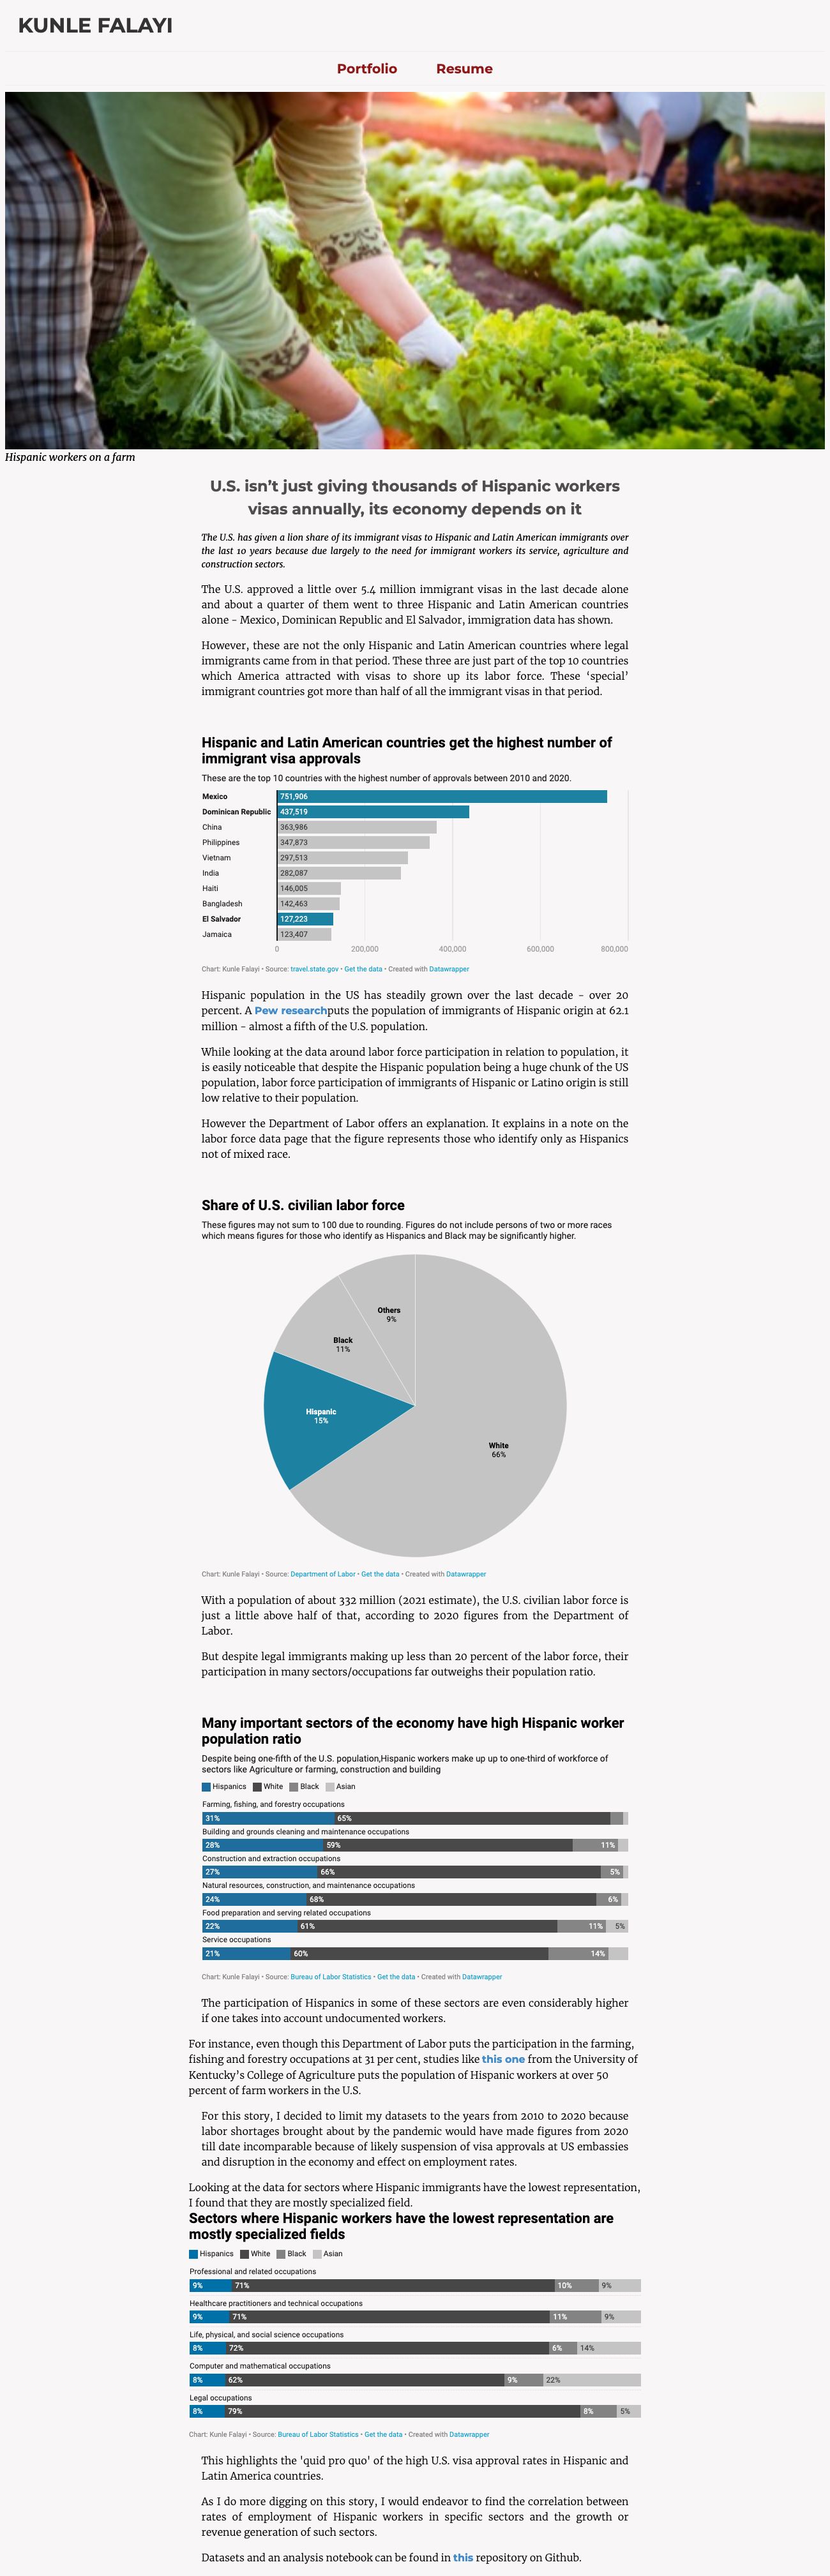 KUNLE FALAYI
Portfolio Resume
Hispanic workers on a farm
U.S. isn’t just giving thousands of Hispanic workers
visas annually, its economy depends on it
The U.S. has given a lion share of its immigrant visas to Hispanic and Latin American immigrants over
the last 10 years because due largely to the need for immigrant workers its service, agriculture and
construction sectors.
The U.S. approved a little over 5.4 million immigrant visas in the last decade alone
and about a quarter of them went to three Hispanic and Latin American countries
alone - Mexico, Dominican Republic and El Salvador, immigration data has shown.
However, these are not the only Hispanic and Latin American countries where legal
immigrants came from in that period. These three are just part of the top 10 countries
which America attracted with visas to shore up its labor force. These ‘special’
immigrant countries got more than half of all the immigrant visas in that period.
Hispanic and Latin American countries get the highest number of
immigrant visa approvals
These are the top 10 countries with the highest number of approvals between 2010 and 2020.
Mexico 751,906
Dominican Republic 437,519
China 363,986
Philippines 347,873
Vietnam 297,513
India 282,087
Haiti 146,005
Bangladesh 142,463
El Salvador 127,223
Jamaica 123,407
0 200,000 400,000 600,000 800,000
Chart: Kunle Falayi • Source: travel.state.gov • Get the data • Created with Datawrapper
Hispanic population in the US has steadily grown over the last decade - over 20
percent. A Pew researchputs the population of immigrants of Hispanic origin at 62.1
million - almost a fifth of the U.S. population.
While looking at the data around labor force participation in relation to population, it
is easily noticeable that despite the Hispanic population being a huge chunk of the US
population, labor force participation of immigrants of Hispanic or Latino origin is still
low relative to their population.
However the Department of Labor offers an explanation. It explains in a note on the
labor force data page that the figure represents those who identify only as Hispanics
not of mixed race.
Share of U.S. civilian labor force
These figures may not sum to 100 due to rounding. Figures do not include persons of two or more races
which means figures for those who identify as Hispanics and Black may be significantly higher.
Others
9%
Black
11%
Hispanic
15%
White
66%
Chart: Kunle Falayi • Source: Department of Labor • Get the data • Created with Datawrapper
With a population of about 332 million (2021 estimate), the U.S. civilian labor force is
just a little above half of that, according to 2020 figures from the Department of
Labor.
But despite legal immigrants making up less than 20 percent of the labor force, their
participation in many sectors/occupations far outweighs their population ratio.
Many important sectors of the economy have high Hispanic worker
population ratio
Despite being one-fifth of the U.S. population,Hispanic workers make up up to one-third of workforce of
sectors like Agriculture or farming, construction and building
Hispanics White Black Asian
Farming, fishing, and forestry occupations
31% 65%
Building and grounds cleaning and maintenance occupations
28% 59% 11%
Construction and extraction occupations
27% 66% 5%
Natural resources, construction, and maintenance occupations
24% 68% 6%
Food preparation and serving related occupations
22% 61% 11% 5%
Service occupations
21% 60% 14%
Chart: Kunle Falayi • Source: Bureau of Labor Statistics • Get the data • Created with Datawrapper
The participation of Hispanics in some of these sectors are even considerably higher
if one takes into account undocumented workers.
For instance, even though this Department of Labor puts the participation in the farming,
fishing and forestry occupations at 31 per cent, studies like this one from the University of
Kentucky’s College of Agriculture puts the population of Hispanic workers at over 50
percent of farm workers in the U.S.
For this story, I decided to limit my datasets to the years from 2010 to 2020 because
labor shortages brought about by the pandemic would have made figures from 2020
till date incomparable because of likely suspension of visa approvals at US embassies
and disruption in the economy and effect on employment rates.
Looking at the data for sectors where Hispanic immigrants have the lowest representation,
I found that they are mostly specialized field.
Sectors where Hispanic workers have the lowest representation are
mostly specialized fields
Hispanics White Black Asian
Professional and related occupations
9% 71% 10% 9%
Healthcare practitioners and technical occupations
9% 71% 11% 9%
Life, physical, and social science occupations
8% 72% 6% 14%
Computer and mathematical occupations
8% 62% 9% 22%
Legal occupations
8% 79% 8% 5%
Chart: Kunle Falayi • Source: Bureau of Labor Statistics • Get the data • Created with Datawrapper
This highlights the 'quid pro quo' of the high U.S. visa approval rates in Hispanic and
Latin America countries.
As I do more digging on this story, I would endeavor to find the correlation between
rates of employment of Hispanic workers in specific sectors and the growth or
revenue generation of such sectors.
Datasets and an analysis notebook can be found in this repository on Github.